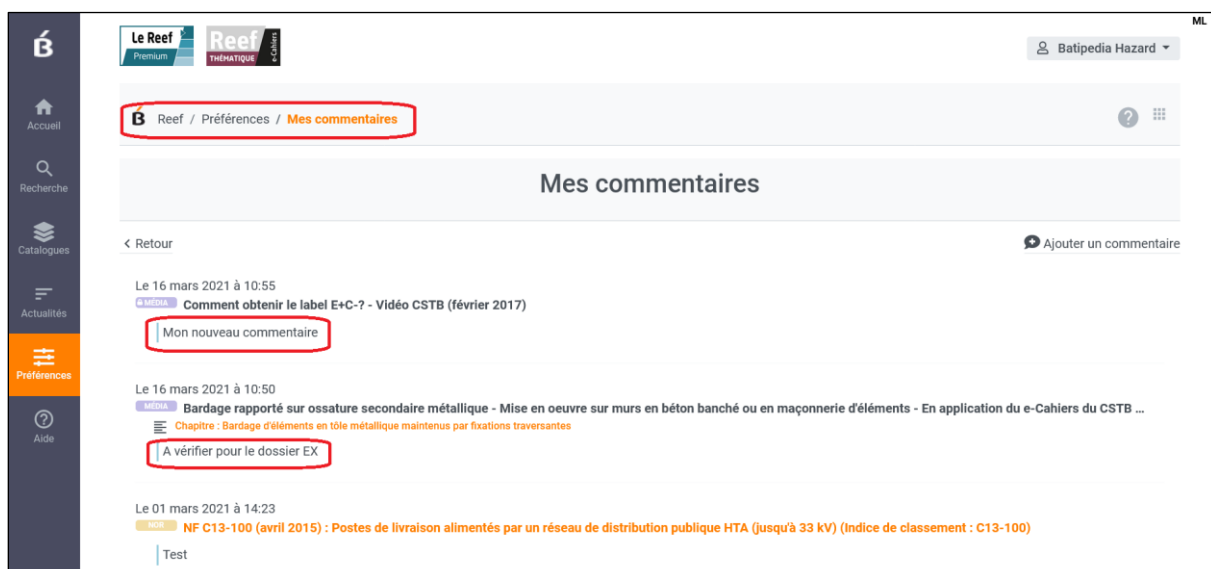 ML
Ɓ
Le Reef
Premium
Reef
THÉMATIQUE
e-Cahiers
Batipedia Hazard
Accueil
Recherche
Catalogues
Actualités
Préférences
Aide
Reef / Préférences / Mes commentaires
Mes commentaires
< Retour
Ajouter un commentaire
Le 16 mars 2021 à 10:55
MÉDIA Comment obtenir le label E+C-? - Vidéo CSTB (février 2017)
Mon nouveau commentaire
Le 16 mars 2021 à 10:50
MÉDIA Bardage rapporté sur ossature secondaire métallique - Mise en oeuvre sur murs en béton banché ou en maçonnerie d'éléments - En application du e-Cahiers du CSTB ...
Chapitre : Bardage d'éléments en tôle métallique maintenus par fixations traversantes
A vérifier pour le dossier EX
Le 01 mars 2021 à 14:23
NOR NF C13-100 (avril 2015) : Postes de livraison alimentés par un réseau de distribution publique HTA (jusqu'à 33 kV) (Indice de classement : C13-100)
Test